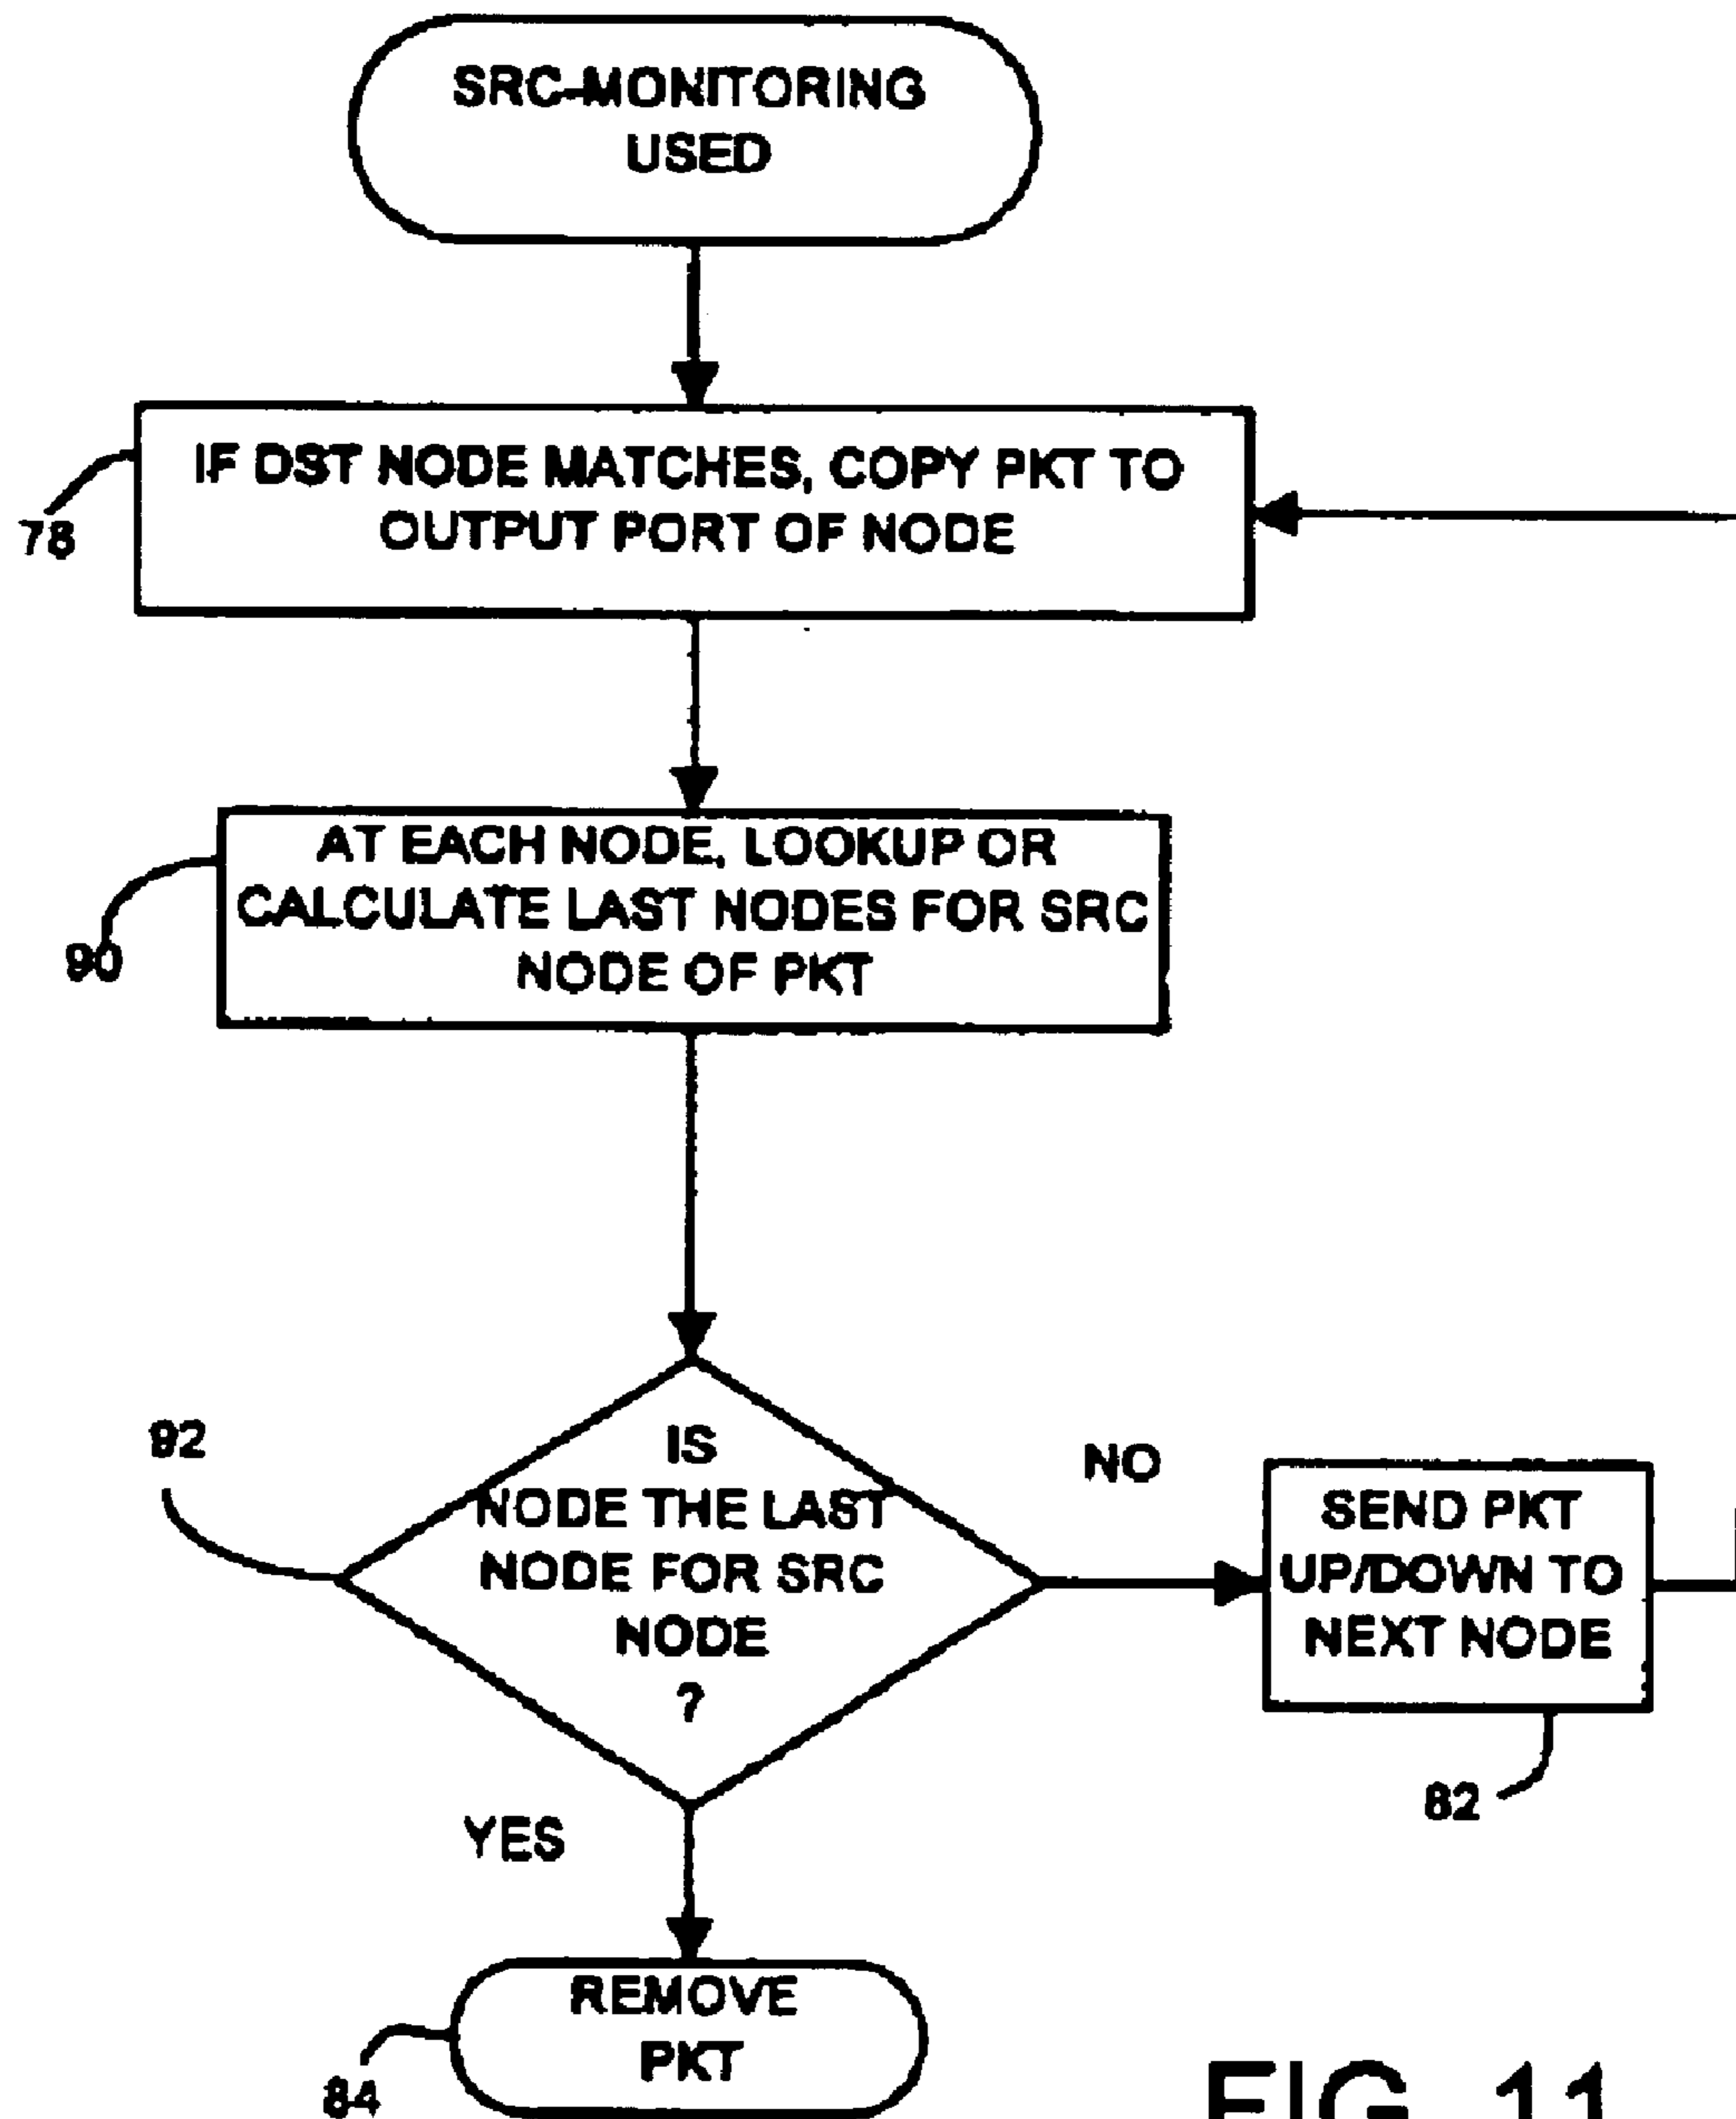 SRC-MONITORING
USED
IF DST NODE MATCHES, COPY PKT TO
OUTPUT PORT OF NODE
78
AT EACH NODE, LOOKUP OR
CALCULATE LAST NODES FOR SRC
NODE OF PKT
90
92
IS
NODE THE LAST
NODE FOR SRC
NODE
?
NO
SEND PKT
UP/DOWN TO
NEXT NODE
82
YES
REMOVE
PKT
84
FIG. 11